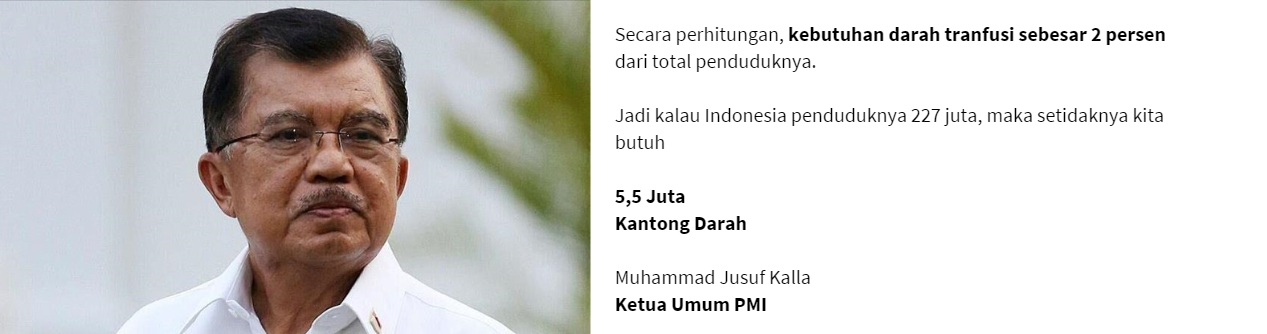 Secara perhitungan, kebutuhan darah tranfusi sebesar 2 persen
dari total penduduknya.
Jadi kalau Indonesia penduduknya 227 juta, maka setidaknya kita
butuh
5,5 Juta
Kantong Darah
Muhammad Jusuf Kalla
Ketua Umum PMI